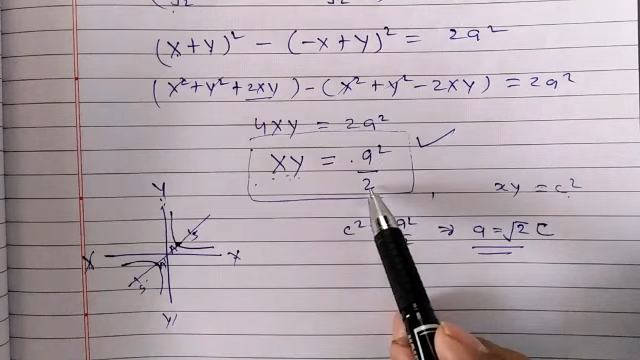 (X+Y)² − (−X+Y)² = 2a²
(X²+Y²+2XY) − (X²+Y²−2XY) = 2a²
4XY = 2a²
XY = a²/2 ✓
xy = c²
a² ⇒ a = √2 c
c²
Y
X X
Y'